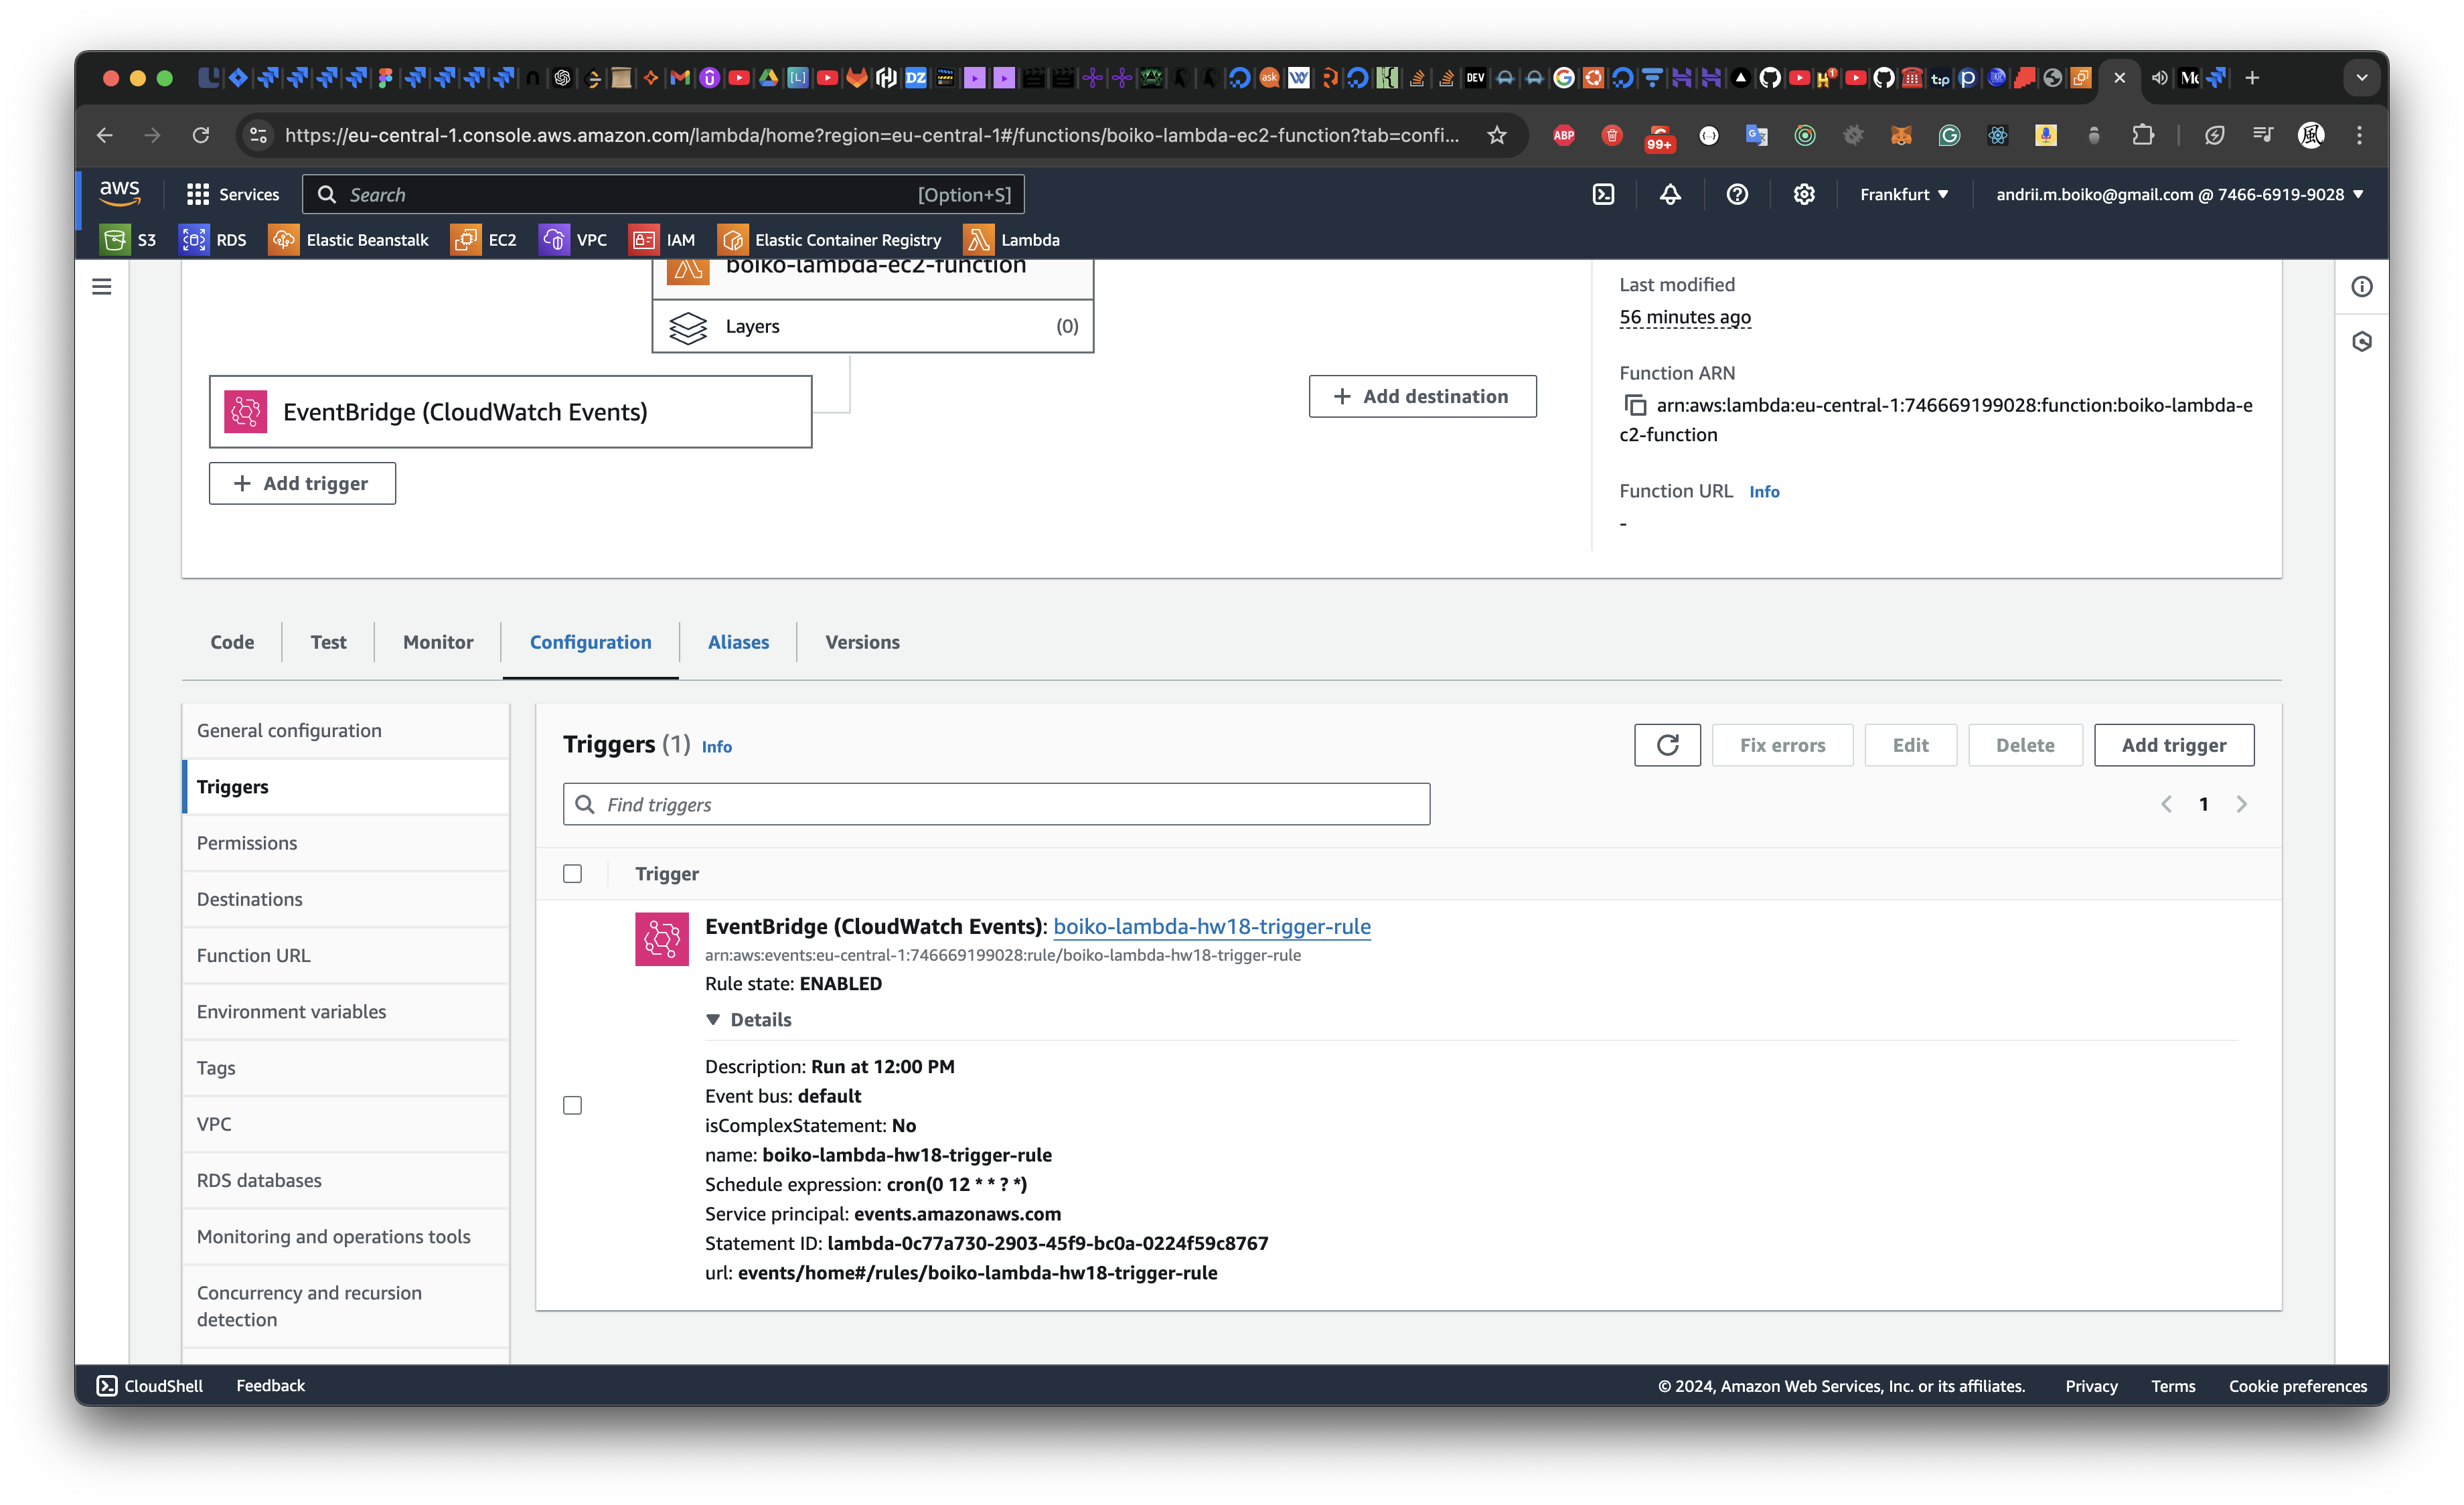 https://eu-central-1.console.aws.amazon.com/lambda/home?region=eu-central-1#/functions/boiko-lambda-ec2-function?tab=confi...
ABP
99+
aws
Services
Search
[Option+S]
Frankfurt
andrii.m.boiko@gmail.com @ 7466-6919-9028
S3
RDS
Elastic Beanstalk
EC2
VPC
IAM
Elastic Container Registry
Lambda
boiko-lambda-ec2-function
Layers
(0)
EventBridge (CloudWatch Events)
+ Add trigger
+ Add destination
Last modified
56 minutes ago
Function ARN
arn:aws:lambda:eu-central-1:746669199028:function:boiko-lambda-e
c2-function
Function URL Info
-
Code
Test
Monitor
Configuration
Aliases
Versions
General configuration
Triggers
Permissions
Destinations
Function URL
Environment variables
Tags
VPC
RDS databases
Monitoring and operations tools
Concurrency and recursion
detection
Triggers (1) Info
Fix errors
Edit
Delete
Add trigger
Find triggers
1
Trigger
EventBridge (CloudWatch Events): boiko-lambda-hw18-trigger-rule
arn:aws:events:eu-central-1:746669199028:rule/boiko-lambda-hw18-trigger-rule
Rule state: ENABLED
Details
Description: Run at 12:00 PM
Event bus: default
isComplexStatement: No
name: boiko-lambda-hw18-trigger-rule
Schedule expression: cron(0 12 * * ? *)
Service principal: events.amazonaws.com
Statement ID: lambda-0c77a730-2903-45f9-bc0a-0224f59c8767
url: events/home#/rules/boiko-lambda-hw18-trigger-rule
CloudShell
Feedback
© 2024, Amazon Web Services, Inc. or its affiliates.
Privacy
Terms
Cookie preferences